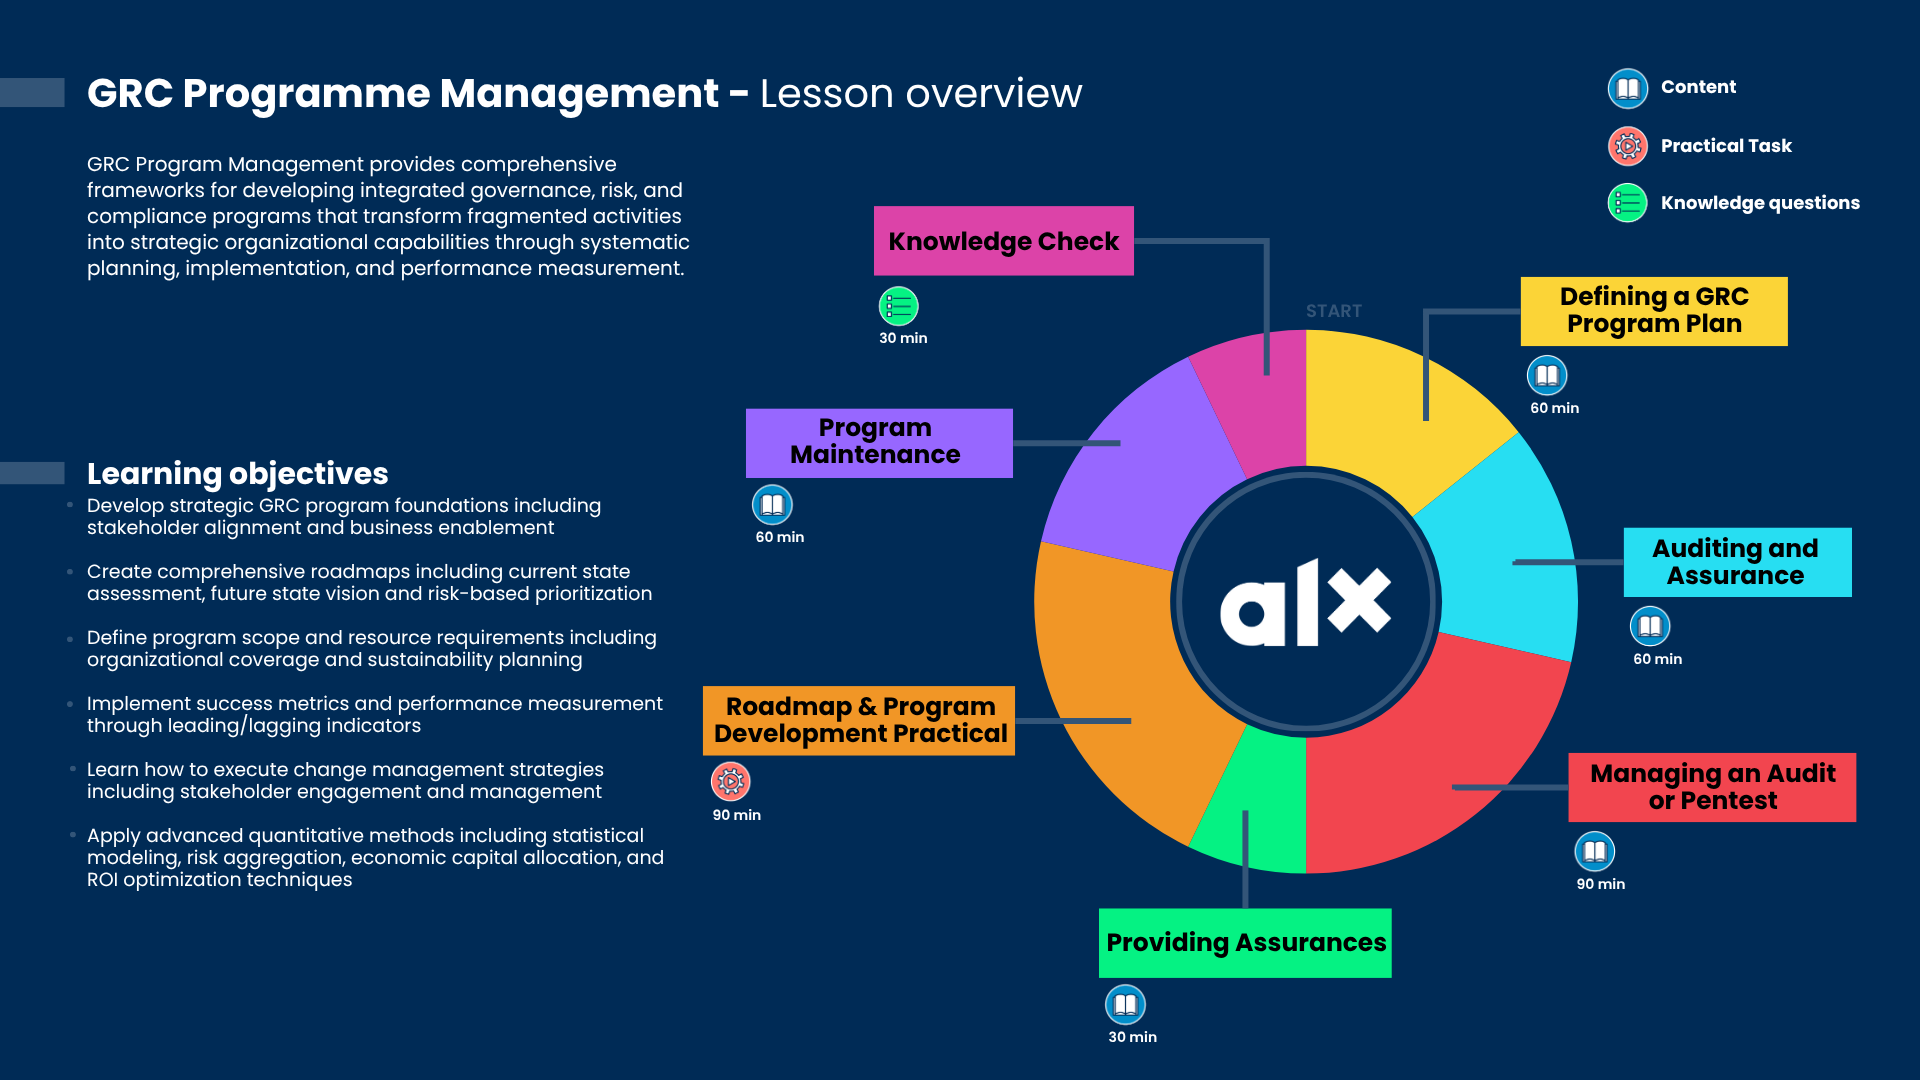 GRC Programme Management - Lesson overview
GRC Program Management provides comprehensive
frameworks for developing integrated governance, risk, and
compliance programs that transform fragmented activities
into strategic organizational capabilities through systematic
planning, implementation, and performance measurement.
Learning objectives
Develop strategic GRC program foundations including
stakeholder alignment and business enablement
Create comprehensive roadmaps including current state
assessment, future state vision and risk-based prioritization
Define program scope and resource requirements including
organizational coverage and sustainability planning
Implement success metrics and performance measurement
through leading/lagging indicators
Learn how to execute change management strategies
including stakeholder engagement and management
Apply advanced quantitative methods including statistical
modeling, risk aggregation, economic capital allocation, and
ROI optimization techniques
Content
Practical Task
Knowledge questions
START
Defining a GRC
Program Plan
60 min
Auditing and
Assurance
60 min
Managing an Audit
or Pentest
90 min
Providing Assurances
30 min
Roadmap & Program
Development Practical
90 min
Program
Maintenance
60 min
Knowledge Check
30 min
alx